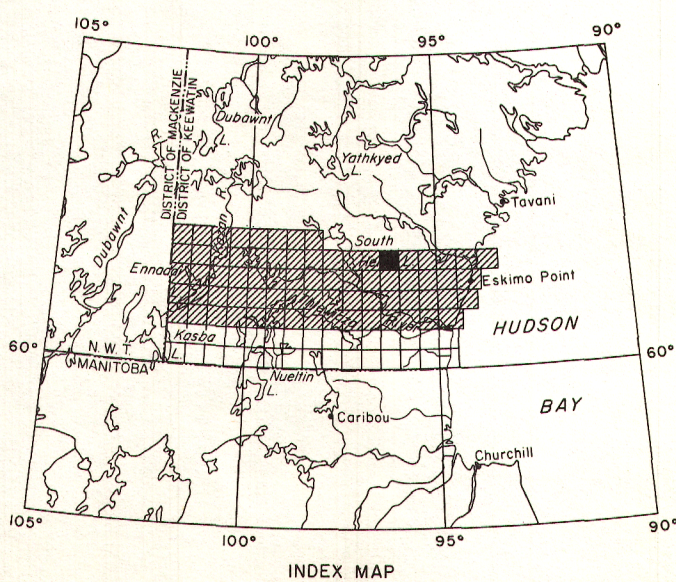 105°
100°
95°
90°
DISTRICT OF MACKENZIE
DISTRICT OF KEEWATIN
Dubawnt
L.
R.
Yathkyed
L.
Tavani
Dubawnt
Kazan
R.
South
Ennadai
Eskimo Point
HUDSON
Kasba
L.
60°
N. W. T.
MANITOBA
60°
Nueltin
L.
BAY
Caribou
Churchill
105°
100°
95°
90°
INDEX MAP